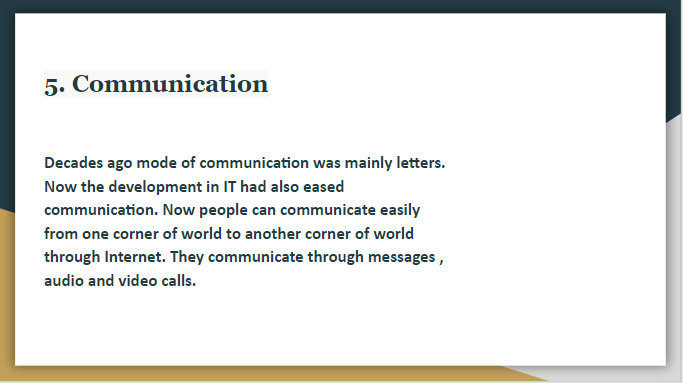 5. Communication
Decades ago mode of communication was mainly letters.
Now the development in IT had also eased
communication. Now people can communicate easily
from one corner of world to another corner of world
through Internet. They communicate through messages ,
audio and video calls.